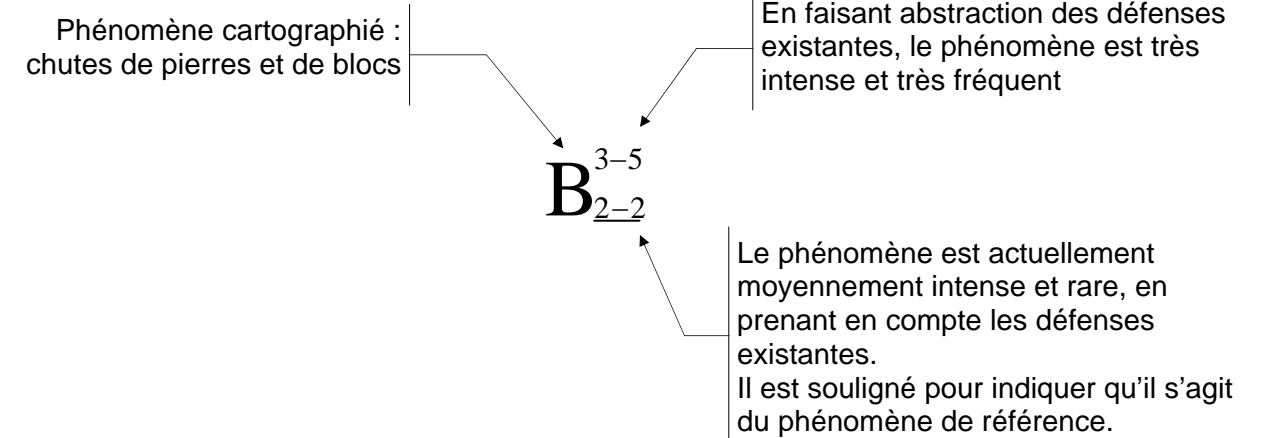 Phénomène cartographié :
chutes de pierres et de blocs
En faisant abstraction des défenses
existantes, le phénomène est très
intense et très fréquent
B
3–5
2–2
Le phénomène est actuellement
moyennement intense et rare, en
prenant en compte les défenses
existantes.
Il est souligné pour indiquer qu’il s’agit
du phénomène de référence.